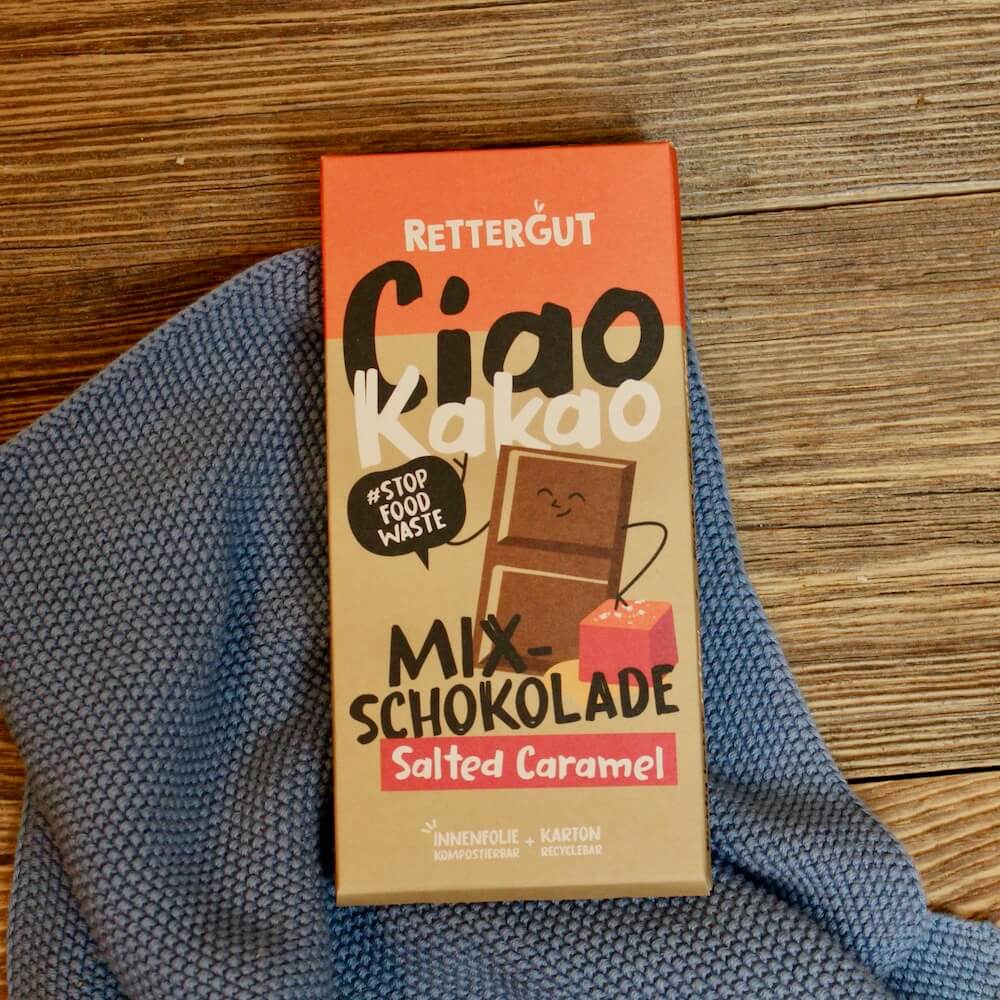 RETTERGUT
Ciao
Kakao
#STOP
FOOD
WASTE
MIX-
SCHOKOLADE
Salted Caramel
INNENFOLIE + KARTON
KOMPOSTIERBAR RECYCLEBAR